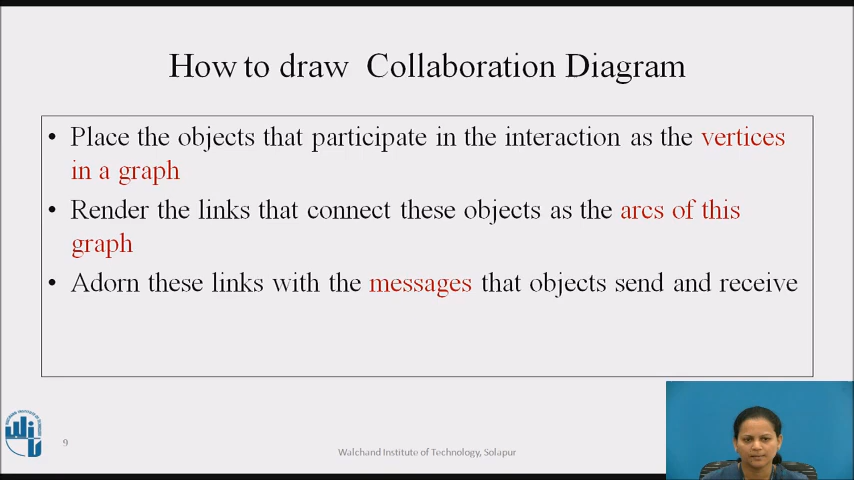 How to draw Collaboration Diagram
• Place the objects that participate in the interaction as the vertices
in a graph
• Render the links that connect these objects as the arcs of this
graph
• Adorn these links with the messages that objects send and receive
9
Walchand Institute of Technology, Solapur